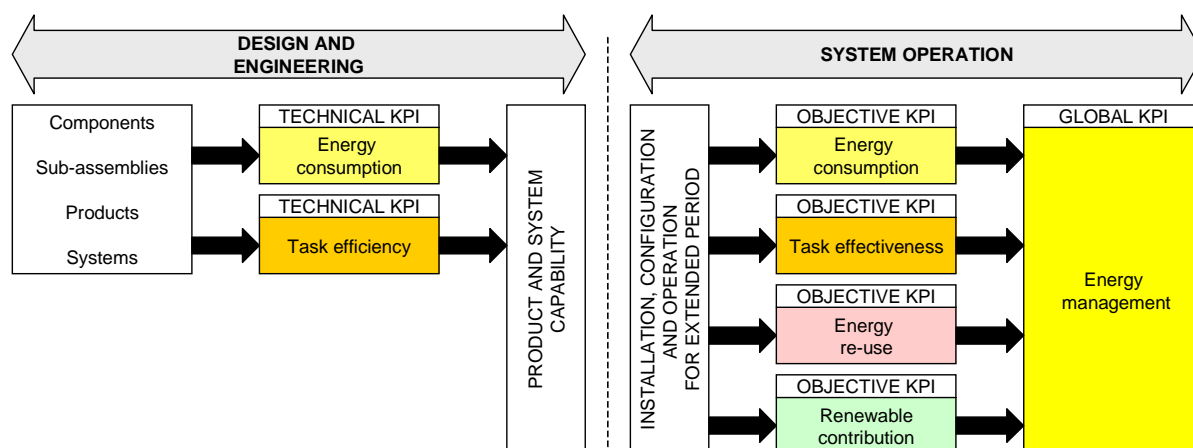 DESIGN AND
ENGINEERING
SYSTEM OPERATION
Components
Sub-assemblies
Products
Systems
TECHNICAL KPI
Energy
consumption
TECHNICAL KPI
Task efficiency
PRODUCT AND SYSTEM
CAPABILITY
INSTALLATION, CONFIGURATION
AND OPERATION
FOR EXTENDED PERIOD
OBJECTIVE KPI
Energy
consumption
OBJECTIVE KPI
Task effectiveness
OBJECTIVE KPI
Energy
re-use
OBJECTIVE KPI
Renewable
contribution
GLOBAL KPI
Energy
management